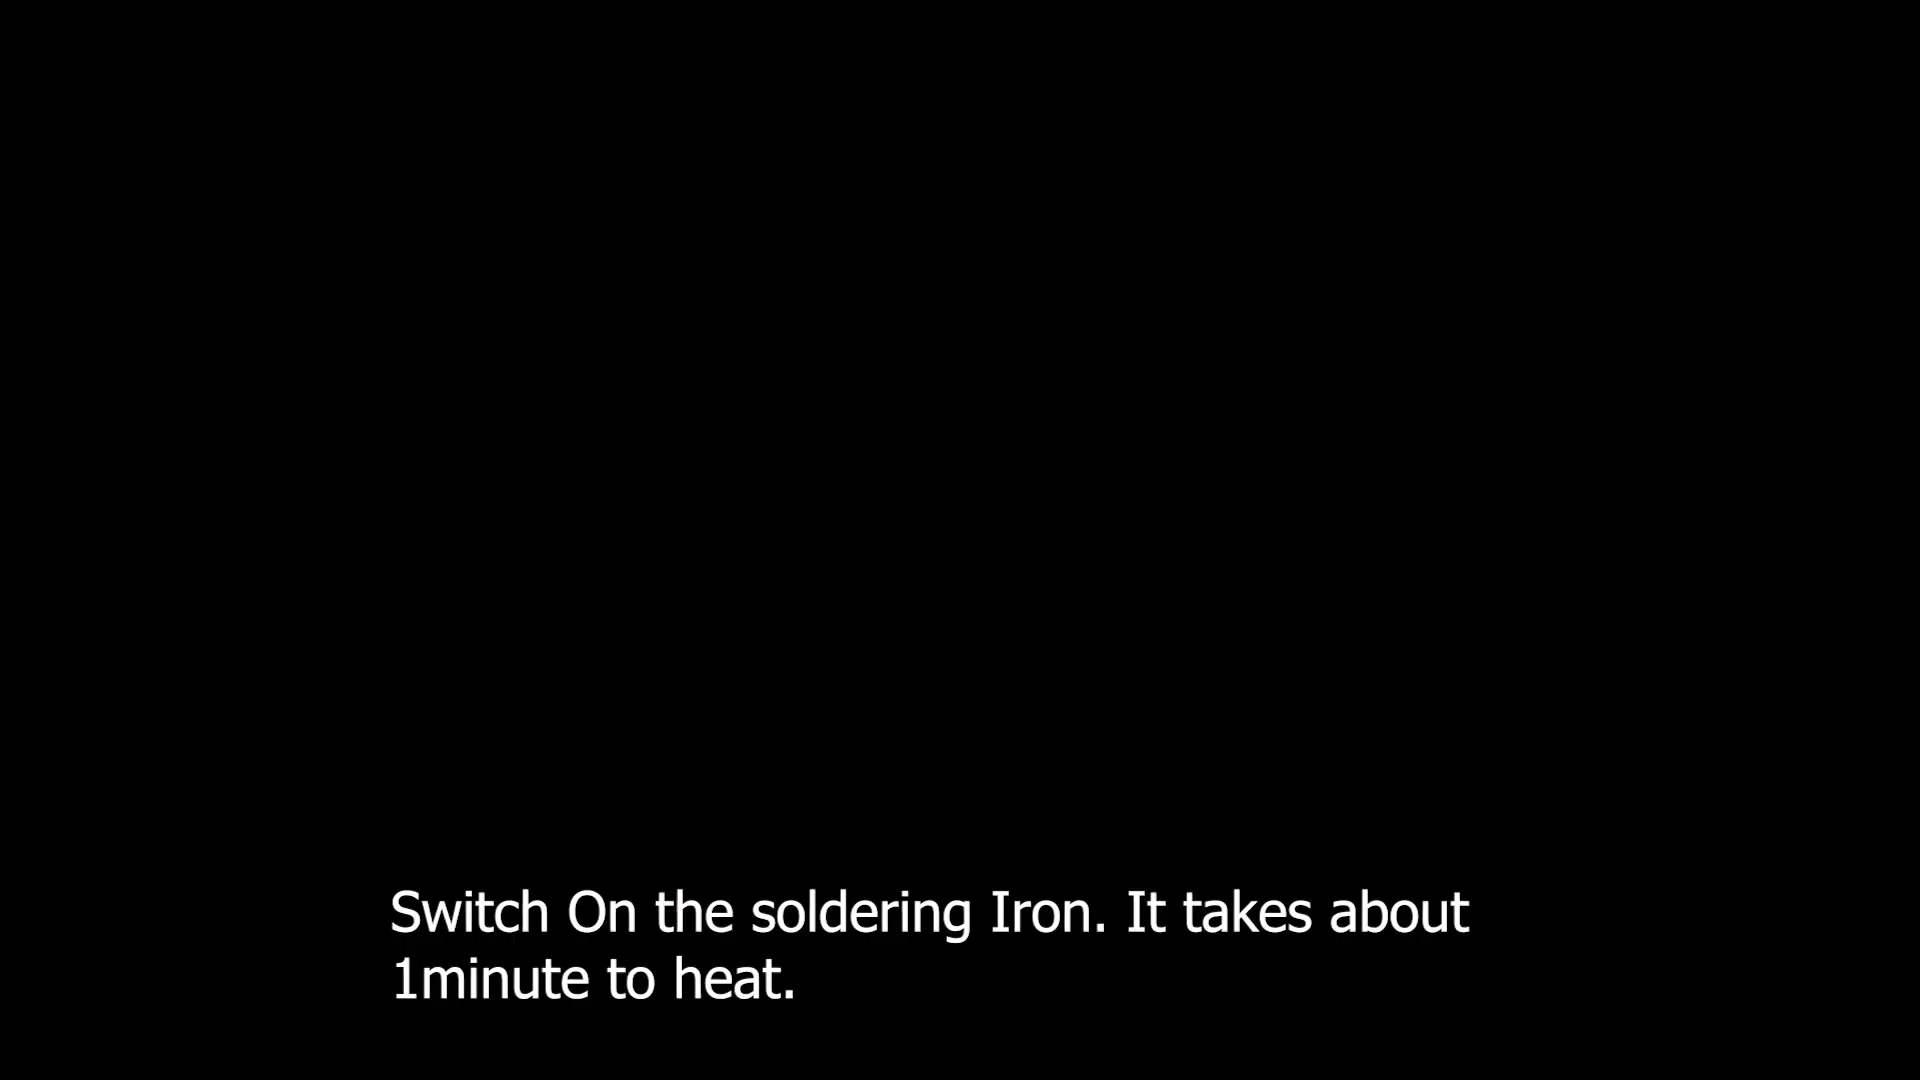 Switch On the soldering Iron. It takes about
1minute to heat.